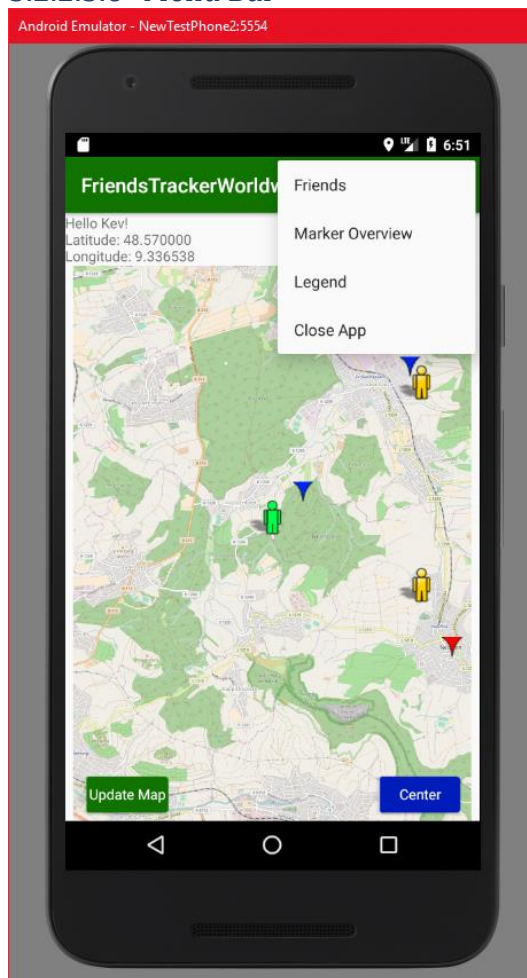 Android Emulator - NewTestPhone2:5554
LTE
6:51
FriendsTrackerWorldw
Friends
Marker Overview
Legend
Close App
Hello Kev!
Latitude: 48.570000
Longitude: 9.336538
Update Map
Center